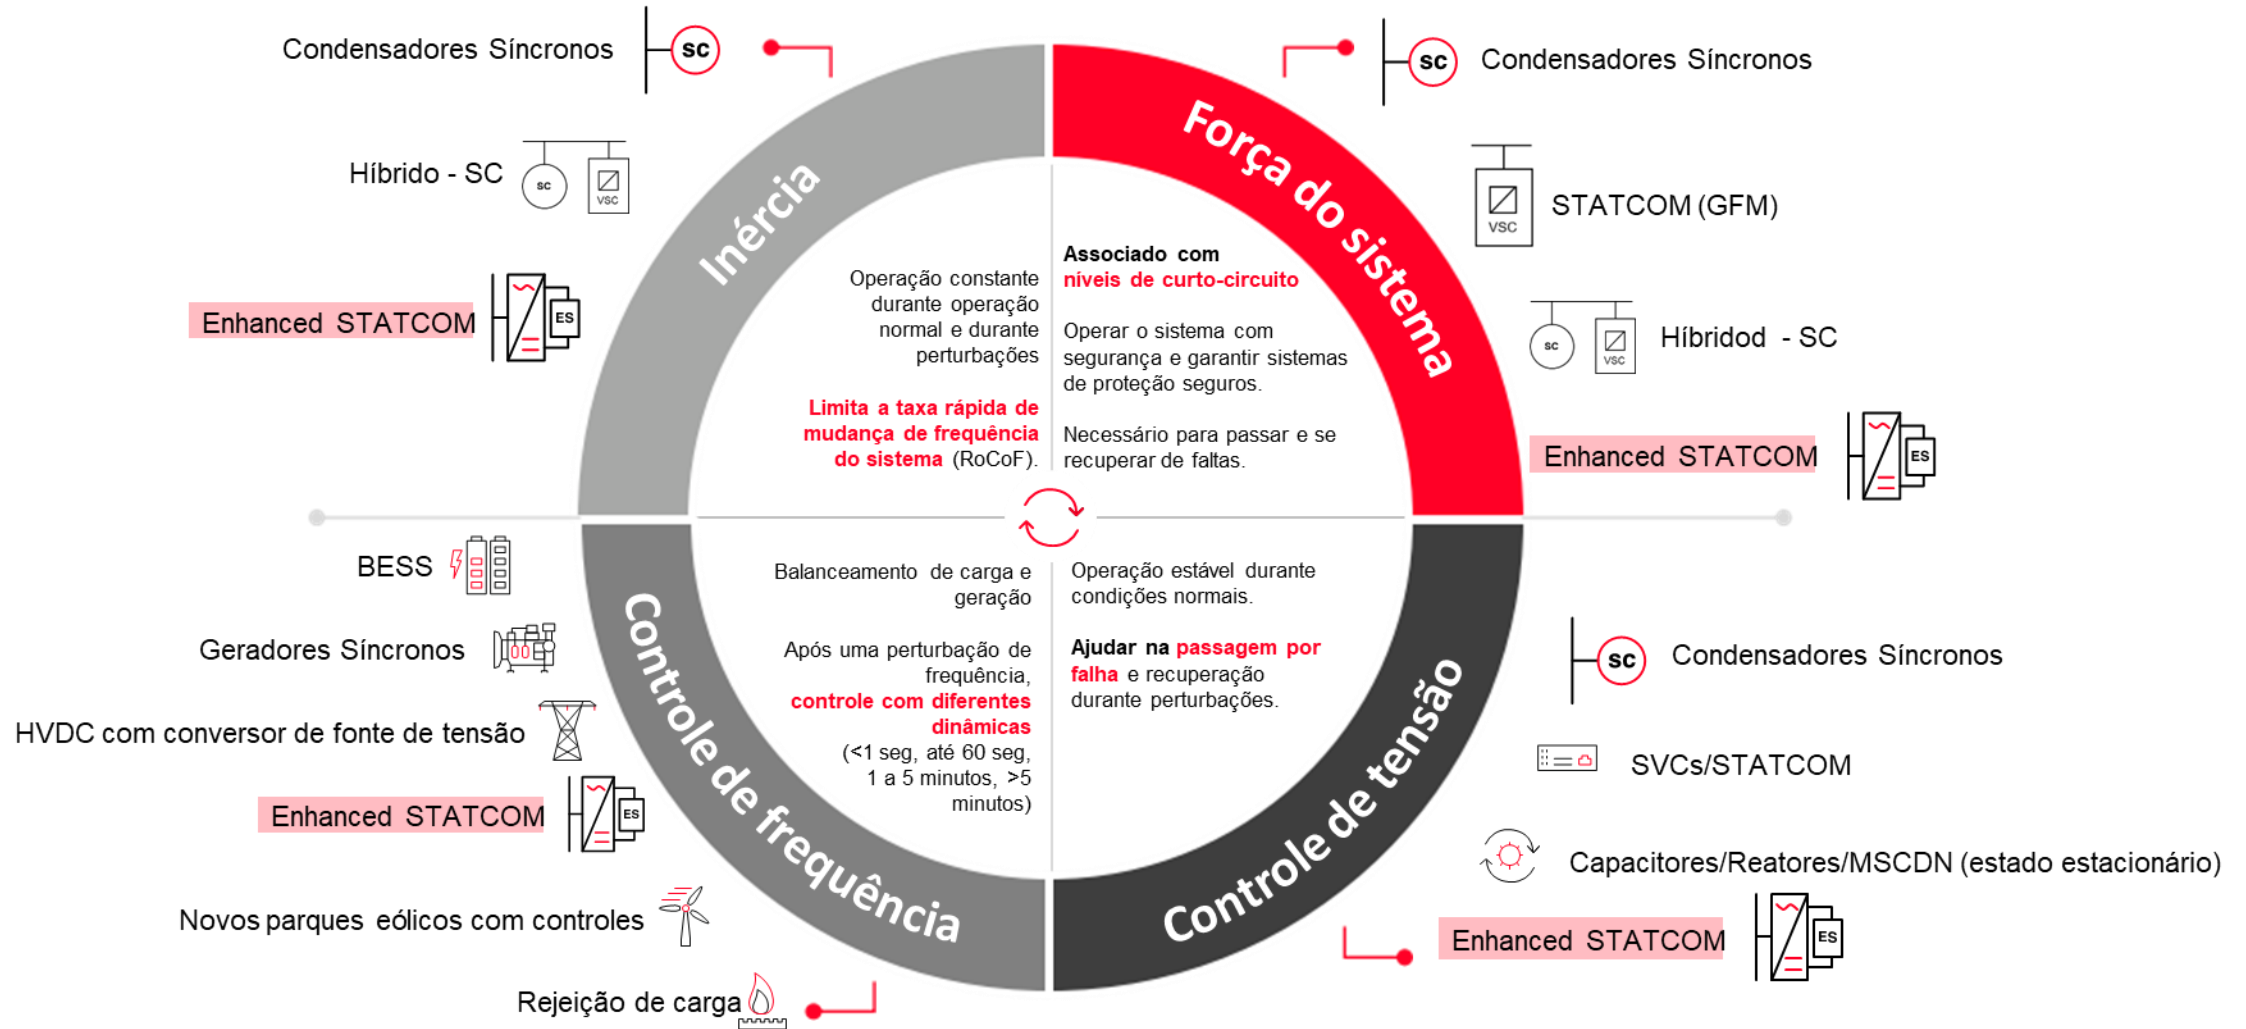 Condensadores Síncronos
SC
Híbrido - SC
SC
VSC
Enhanced STATCOM
ES
Inércia
Operação constante
durante operação
normal e durante
perturbações
Limita a taxa rápida de
mudança de frequência
do sistema (RoCoF).
Força do sistema
Associado com
níveis de curto-circuito
Operar o sistema com
segurança e garantir sistemas
de proteção seguros.
Necessário para passar e se
recuperar de faltas.
SC
Condensadores Síncronos
VSC
STATCOM (GFM)
SC
VSC
Híbridod - SC
Enhanced STATCOM
ES
BESS
Geradores Síncronos
HVDC com conversor de fonte de tensão
Enhanced STATCOM
ES
Novos parques eólicos com controles
Rejeição de carga
Controle de frequência
Balanceamento de carga e
geração
Após uma perturbação de
frequência,
controle com diferentes
dinâmicas
(<1 seg, até 60 seg,
1 a 5 minutos, >5
minutos)
Operação estável durante
condições normais.
Ajudar na passagem por
falha e recuperação
durante perturbações.
Controle de tensão
SC
Condensadores Síncronos
SVCs/STATCOM
Capacitores/Reatores/MSCDN (estado estacionário)
Enhanced STATCOM
ES